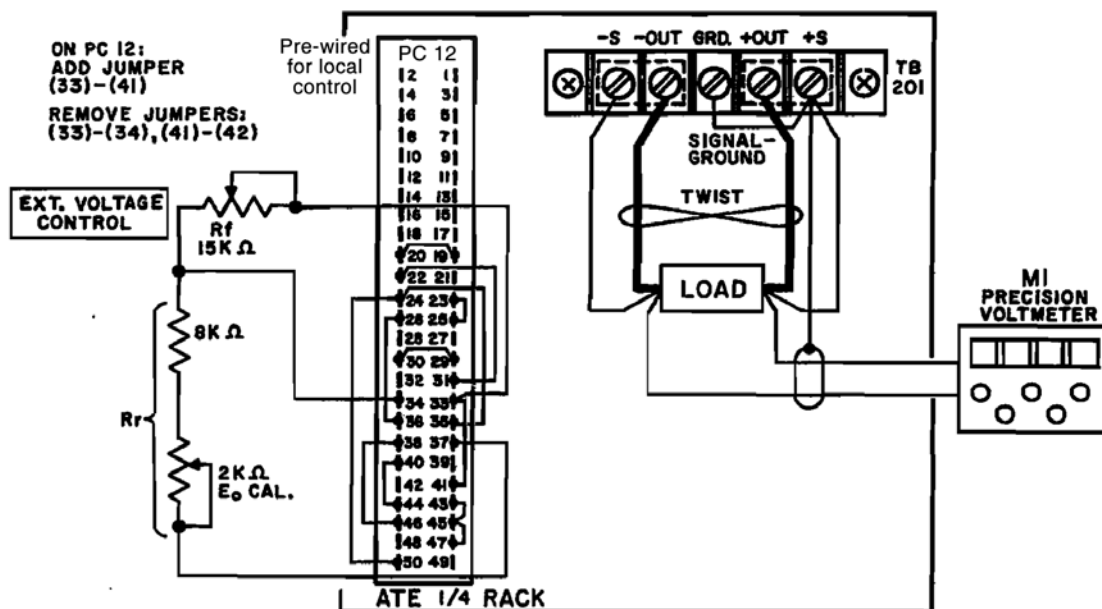 ON PC 12:
ADD JUMPER
(33)-(41)
REMOVE JUMPERS:
(33)-(34),(41)-(42)
EXT. VOLTAGE
CONTROL
Rf
15K Ω
8K Ω
Rr
2K Ω
E₀ CAL.
Pre-wired
for local
control
PC 12
2 1
4 3
6 5
8 7
10 9
12 11
14 13
16 15
18 17
20 19
22 21
24 23
26 25
28 27
30 29
32 31
34 33
36 35
38 37
40 39
42 41
44 43
46 45
48 47
50 49
ATE 1/4 RACK
-S -OUT GRD. +OUT +S
TB
201
SIGNAL-
GROUND
TWIST
LOAD
M1
PRECISION
VOLTMETER